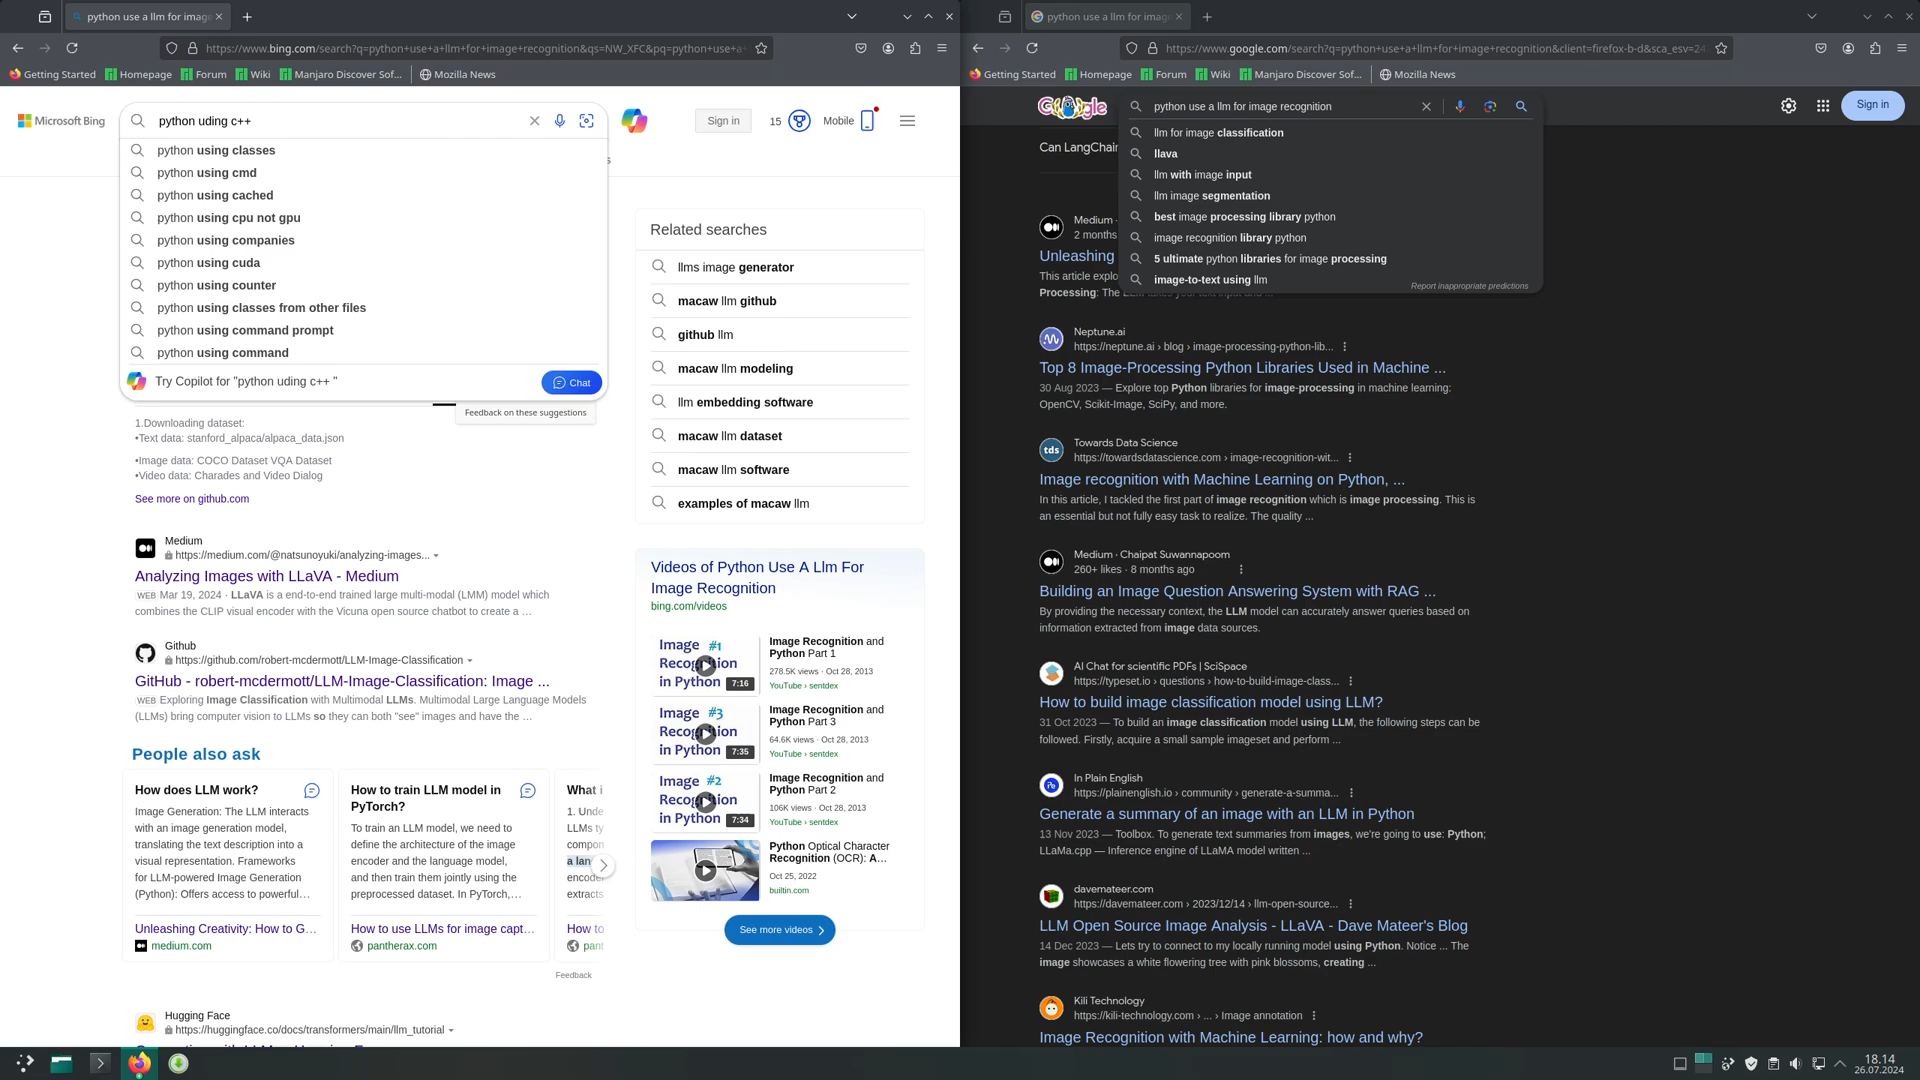 python use a llm for imag
https://www.bing.com/search?q=python+use+a+llm+for+image+recognition&qs=NW_XFC&pq=python+use+a+
Getting Started
Homepage
Forum
Wiki
Manjaro Discover Sof...
Mozilla News
Microsoft Bing
python uding c++
Sign in
15
Mobile
python using classes
python using cmd
python using cached
python using cpu not gpu
python using companies
python using cuda
python using counter
python using classes from other files
python using command prompt
python using command
Try Copilot for "python uding c++ "
Chat
Feedback on these suggestions
1.Downloading dataset:
•Text data: stanford_alpaca/alpaca_data.json
•Image data: COCO Dataset VQA Dataset
•Video data: Charades and Video Dialog
See more on github.com
Medium
https://medium.com/@natsunoyuki/analyzing-images...
Analyzing Images with LLaVA - Medium
WEB Mar 19, 2024 · LLaVA is a end-to-end trained large multi-modal (LMM) model which
combines the CLIP visual encoder with the Vicuna open source chatbot to create a …
Github
https://github.com/robert-mcdermott/LLM-Image-Classification
GitHub - robert-mcdermott/LLM-Image-Classification: Image ...
WEB Exploring Image Classification with Multimodal LLMs. Multimodal Large Language Models
(LLMs) bring computer vision to LLMs so they can both "see" images and have the …
People also ask
How does LLM work?
Image Generation: The LLM interacts
with an image generation model,
translating the text description into a
visual representation. Frameworks
for LLM-powered Image Generation
(Python): Offers access to powerful…
Unleashing Creativity: How to G…
medium.com
How to train LLM model in
PyTorch?
To train an LLM model, we need to
define the architecture of the image
encoder and the language model,
and then train them jointly using the
preprocessed dataset. In PyTorch,…
How to use LLMs for image capt…
pantherax.com
What i
1. Unde
LLMs ty
compon
a lan
encode
extracts
How to
pant
Feedback
Hugging Face
https://huggingface.co/docs/transformers/main/llm_tutorial
Related searches
llms image generator
macaw llm github
github llm
macaw llm modeling
llm embedding software
macaw llm dataset
macaw llm software
examples of macaw llm
Videos of Python Use A Llm For
Image Recognition
bing.com/videos
Image #1
Recognition
in Python
7:16
Image Recognition and
Python Part 1
278.5K views · Oct 28, 2013
YouTube › sentdex
Image #3
Recognition
in Python
7:35
Image Recognition and
Python Part 3
64.6K views · Oct 28, 2013
YouTube › sentdex
Image #2
Recognition
in Python
7:34
Image Recognition and
Python Part 2
106K views · Oct 28, 2013
YouTube › sentdex
Python Optical Character
Recognition (OCR): A…
Oct 25, 2022
builtin.com
See more videos
python use a llm for imag
https://www.google.com/search?q=python+use+a+llm+for+image+recognition&client=firefox-b-d&sca_esv=24
Getting Started
Homepage
Forum
Wiki
Manjaro Discover Sof...
Mozilla News
Google
python use a llm for image recognition
Sign in
llm for image classification
llava
llm with image input
llm image segmentation
best image processing library python
image recognition library python
5 ultimate python libraries for image processing
image-to-text using llm
Report inappropriate predictions
Can LangChain
Medium ·
2 months
Unleashing
This article explo
Processing: The
Neptune.ai
https://neptune.ai › blog › image-processing-python-lib...
Top 8 Image-Processing Python Libraries Used in Machine ...
30 Aug 2023 — Explore top Python libraries for image-processing in machine learning:
OpenCV, Scikit-Image, SciPy, and more.
tds
Towards Data Science
https://towardsdatascience.com › image-recognition-wit...
Image recognition with Machine Learning on Python, ...
In this article, I tackled the first part of image recognition which is image processing. This is
an essential but not fully easy task to realize. The quality ...
Medium · Chaipat Suwannapoom
260+ likes · 8 months ago
Building an Image Question Answering System with RAG ...
By providing the necessary context, the LLM model can accurately answer queries based on
information extracted from image data sources.
AI Chat for scientific PDFs | SciSpace
https://typeset.io › questions › how-to-build-image-class...
How to build image classification model using LLM?
31 Oct 2023 — To build an image classification model using LLM, the following steps can be
followed. Firstly, acquire a small sample imageset and perform ...
In Plain English
https://plainenglish.io › community › generate-a-summa...
Generate a summary of an image with an LLM in Python
13 Nov 2023 — Toolbox. To generate text summaries from images, we're going to use: Python;
LLaMa.cpp — Inference engine of LLaMA model written ...
davemateer.com
https://davemateer.com › 2023/12/14 › llm-open-source...
LLM Open Source Image Analysis - LLaVA - Dave Mateer's Blog
14 Dec 2023 — Lets try to connect to my locally running model using Python. Notice ... The
image showcases a white flowering tree with pink blossoms, creating ...
Kili Technology
https://kili-technology.com › ... › Image annotation
Image Recognition with Machine Learning: how and why?
18.14
26.07.2024